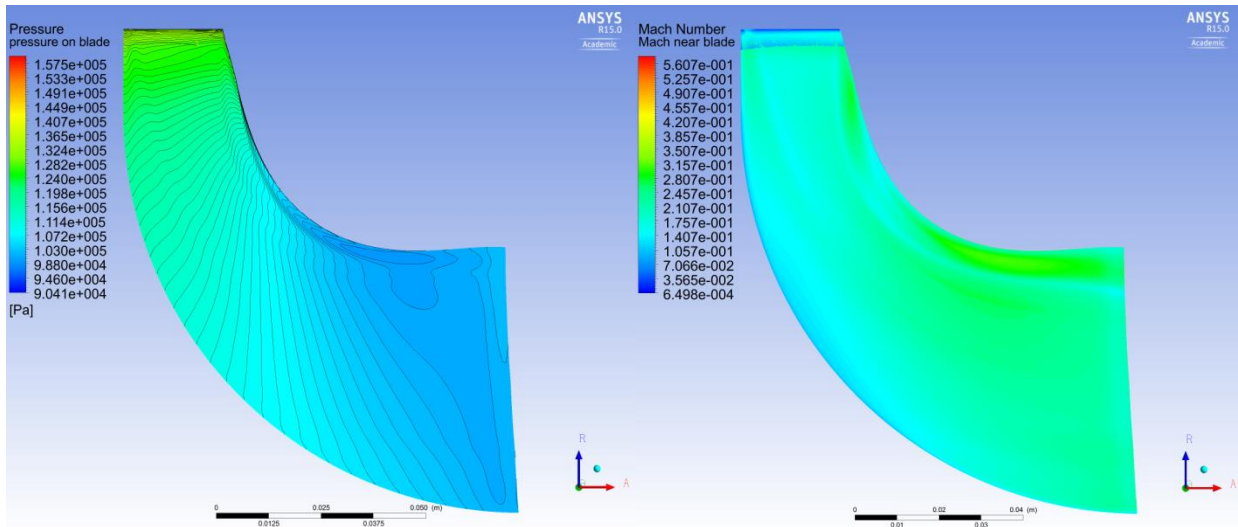 Pressure
pressure on blade
1.575e+005
1.533e+005
1.491e+005
1.449e+005
1.407e+005
1.365e+005
1.324e+005
1.282e+005
1.240e+005
1.198e+005
1.156e+005
1.114e+005
1.072e+005
1.030e+005
9.880e+004
9.460e+004
9.041e+004
[Pa]
ANSYS
R15.0
Academic
R
A
0 0.025 0.050 (m)
0.0125 0.0375
Mach Number
Mach near blade
5.607e-001
5.257e-001
4.907e-001
4.557e-001
4.207e-001
3.857e-001
3.507e-001
3.157e-001
2.807e-001
2.457e-001
2.107e-001
1.757e-001
1.407e-001
1.057e-001
7.066e-002
3.565e-002
6.498e-004
ANSYS
R15.0
Academic
R
A
0 0.02 0.04 (m)
0.01 0.03